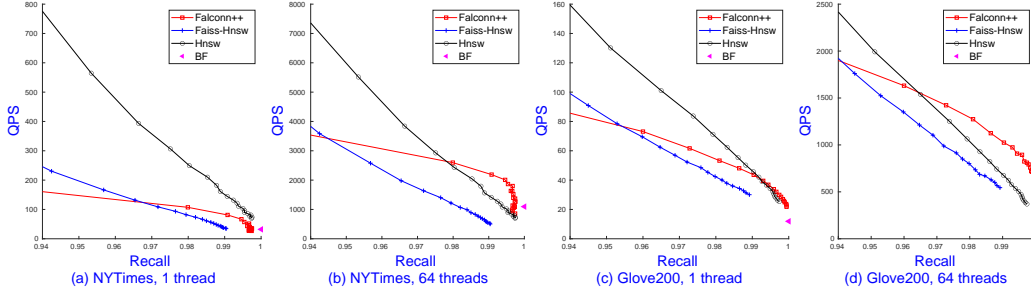 800
700
600
500
400
300
200
100
0
QPS
0.94
0.95
0.96
0.97
0.98
0.99
1
Recall
Falconn++
Faiss-Hnsw
Hnsw
BF
(a) NYTimes, 1 thread
8000
7000
6000
5000
4000
3000
2000
1000
0
QPS
0.94
0.95
0.96
0.97
0.98
0.99
1
Recall
Falconn++
Faiss-Hnsw
Hnsw
BF
(b) NYTimes, 64 threads
160
140
120
100
80
60
40
20
0
QPS
0.94
0.95
0.96
0.97
0.98
0.99
1
Recall
Falconn++
Faiss-Hnsw
Hnsw
BF
(c) Glove200, 1 thread
2500
2000
1500
1000
500
0
QPS
0.94
0.95
0.96
0.97
0.98
0.99
Recall
Falconn++
Faiss-Hnsw
Hnsw
BF
(d) Glove200, 64 threads